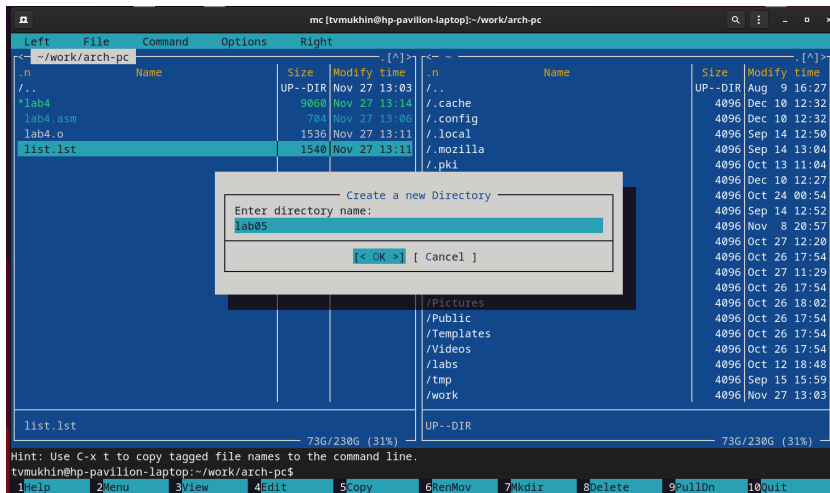 mc [tvmukhin@hp-pavilion-laptop]:~/work/arch-pc
Left File Command Options Right
<─ ~/work/arch-pc .[^]>
.n Name Size Modify time
/.. UP--DIR Nov 27 13:03
*lab4 9060 Nov 27 13:14
lab4.asm 704 Nov 27 13:06
lab4.o 1536 Nov 27 13:11
list.lst 1540 Nov 27 13:11
list.lst
73G/230G (31%)
<─ ~ .[^]>
.n Name Size Modify time
/.. UP--DIR Aug 9 16:27
/.cache 4096 Dec 10 12:32
/.config 4096 Dec 10 12:32
/.local 4096 Sep 14 12:50
/.mozilla 4096 Sep 14 13:04
/.pki 4096 Oct 13 11:04
4096 Dec 10 12:27
4096 Oct 24 00:54
4096 Sep 14 12:52
4096 Nov 8 20:57
4096 Oct 27 12:20
4096 Oct 26 17:54
4096 Oct 27 11:29
4096 Oct 26 17:54
/Pictures 4096 Oct 26 18:02
/Public 4096 Oct 26 17:54
/Templates 4096 Oct 26 17:54
/Videos 4096 Oct 26 17:54
/labs 4096 Oct 12 18:48
/tmp 4096 Sep 15 15:59
/work 4096 Nov 27 13:03
UP--DIR
73G/230G (31%)
Create a new Directory
Enter directory name:
lab05
[< OK >] [ Cancel ]
Hint: Use C-x t to copy tagged file names to the command line.
tvmukhin@hp-pavilion-laptop:~/work/arch-pc$
1Help 2Menu 3View 4Edit 5Copy 6RenMov 7Mkdir 8Delete 9PullDn 10Quit